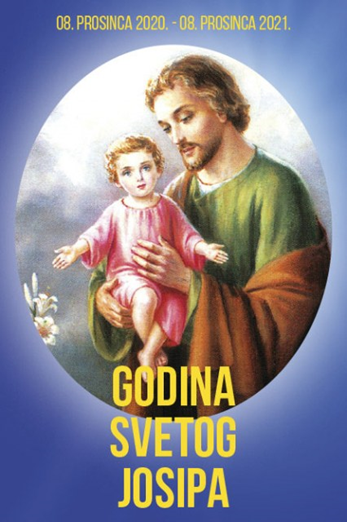 08. PROSINCA 2020. - 08. PROSINCA 2021.
GODINA
SVETOG
JOSIPA